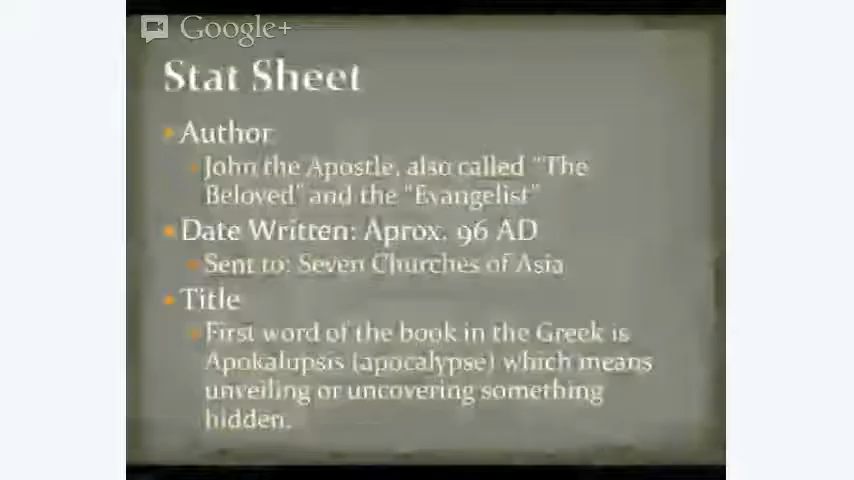 Google+
Stat Sheet
Author
John the Apostle, also called "The
Beloved" and the "Evangelist"
Date Written: Aprox. 96 AD
Sent to: Seven Churches of Asia
Title
First word of the book in the Greek is
Apokalupsis (apocalypse) which means
unveiling or uncovering something
hidden.